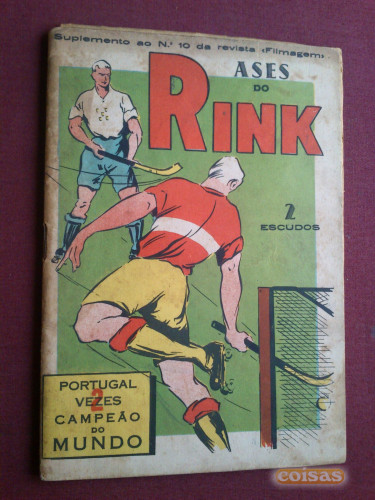 Suplemento ao N.º 10 da revista «Filmagem»
ASES
DO
RINK
2
ESCUDOS
PORTUGAL
2
VEZES
CAMPEÃO
DO
MUNDO
coisas